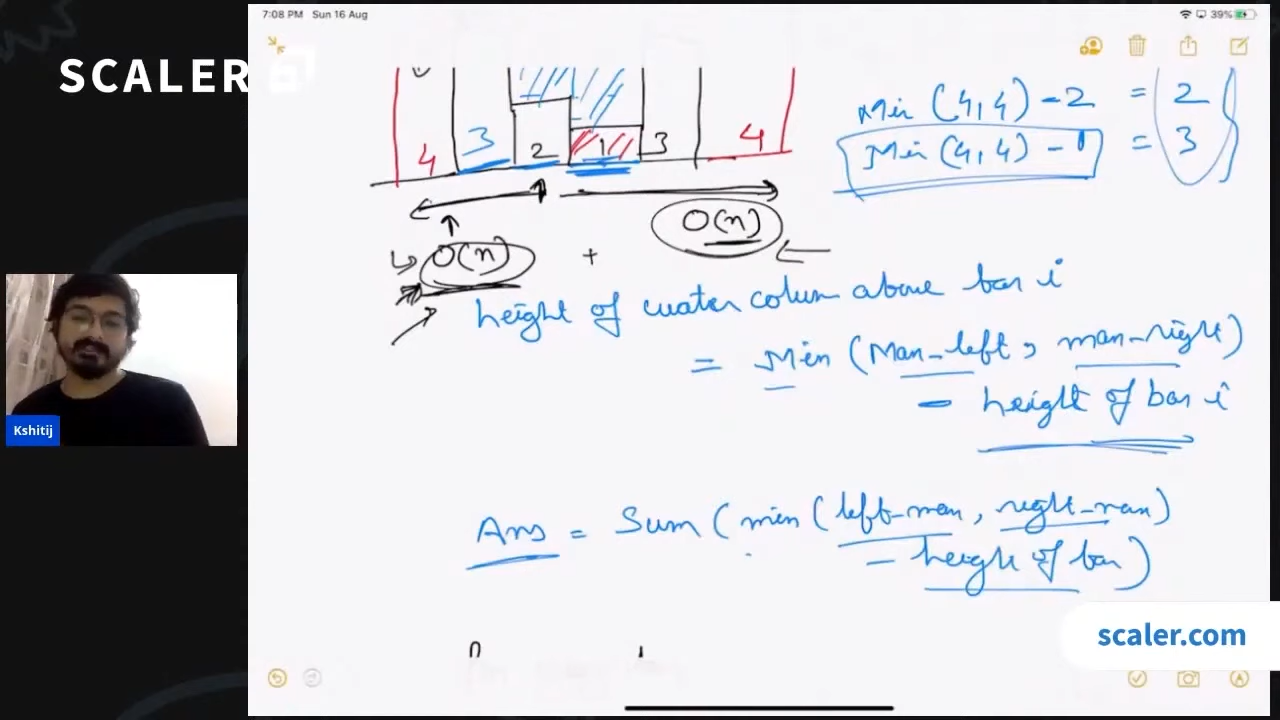 7:08 PM Sun 16 Aug
39%
SCALER
Min (4,4) - 2 = 2
Min (4,4) - 1 = 3
4 3 2 1 3 4
O(n) + O(n)
height of water column above bar i
= Min (Max_left, max_right)
- height of bar i
Kshitij
Ans = Sum (min (left_max, right_max)
- height of bar)
scaler.com